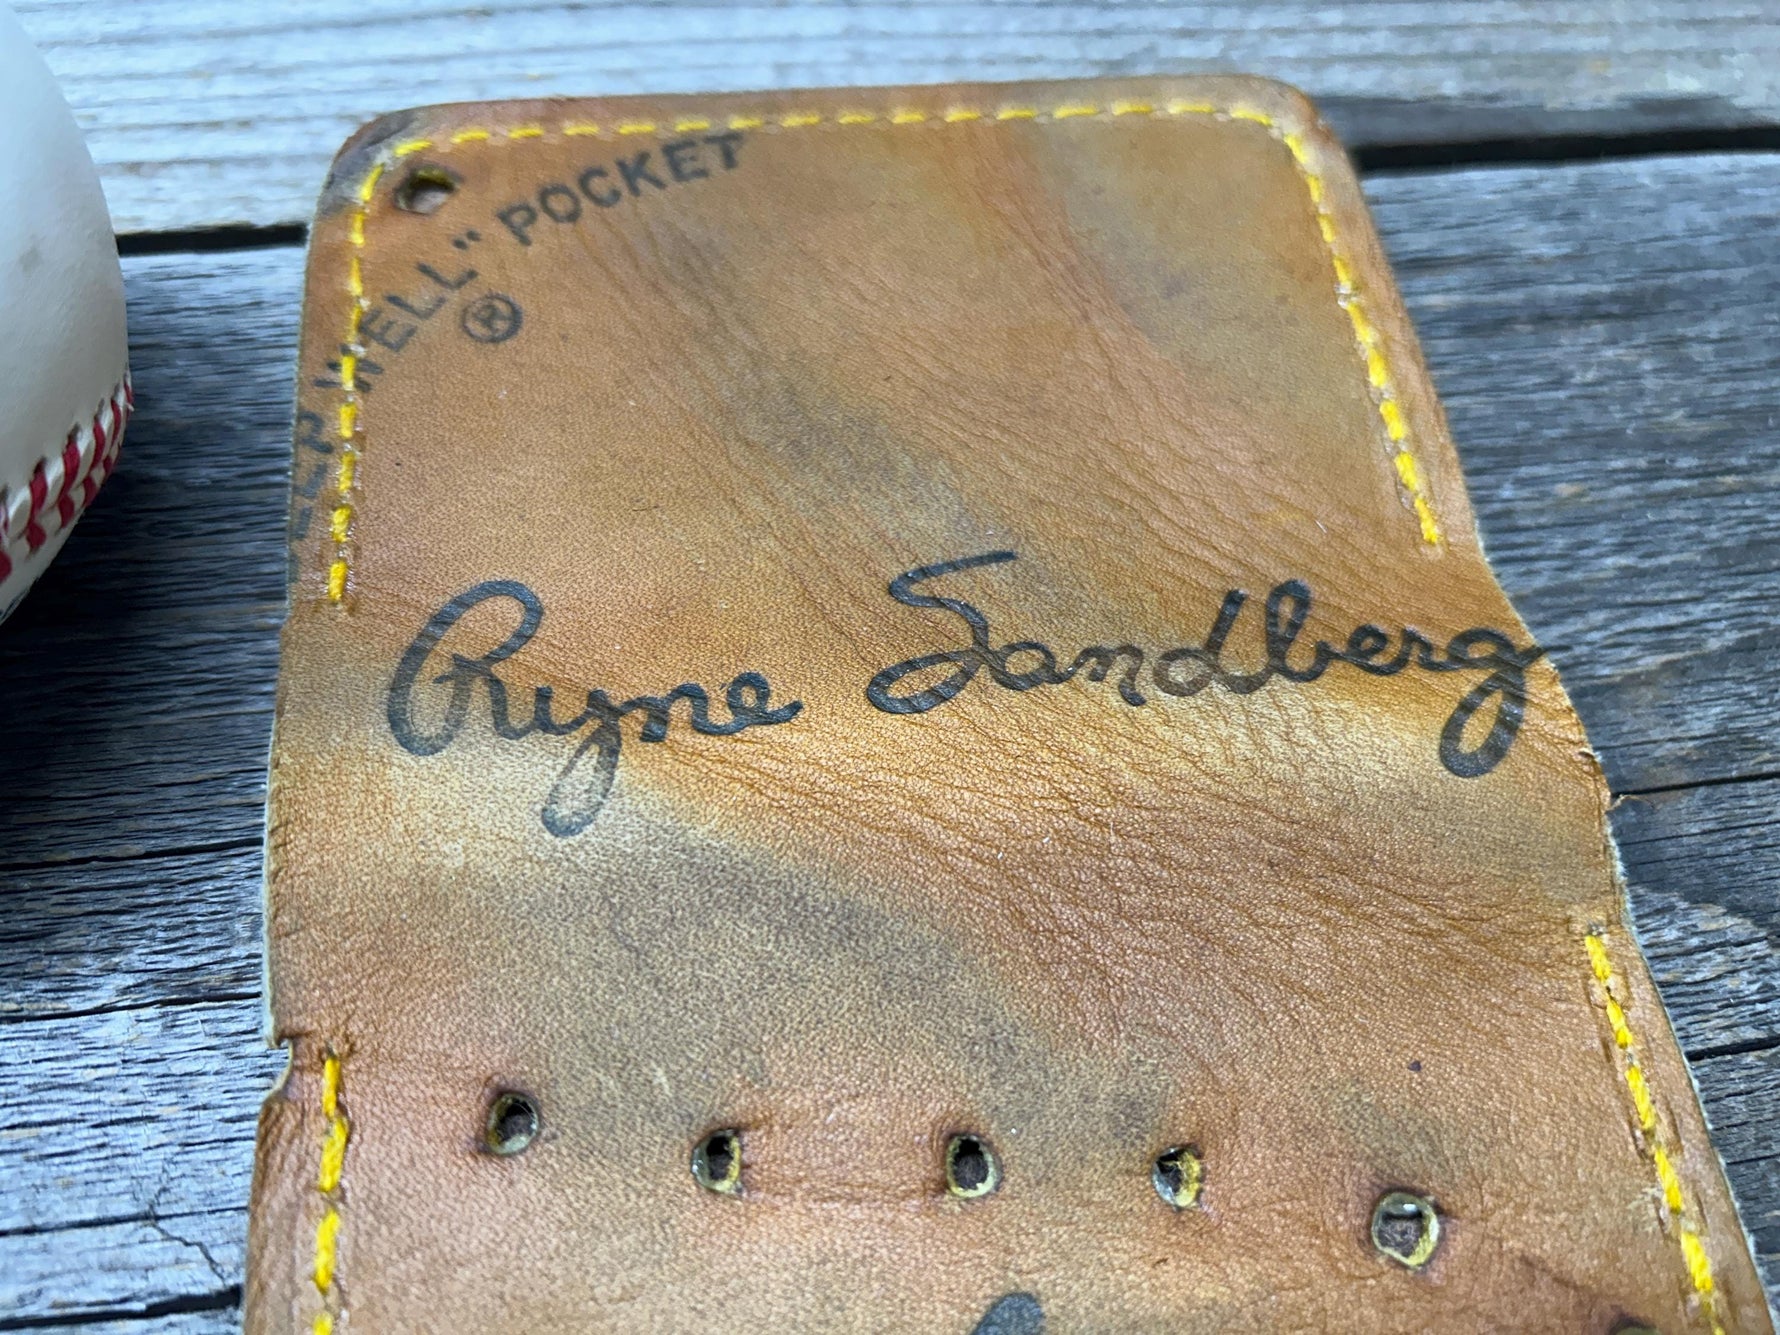 WELL" POCKET
®
Ryne Sandberg